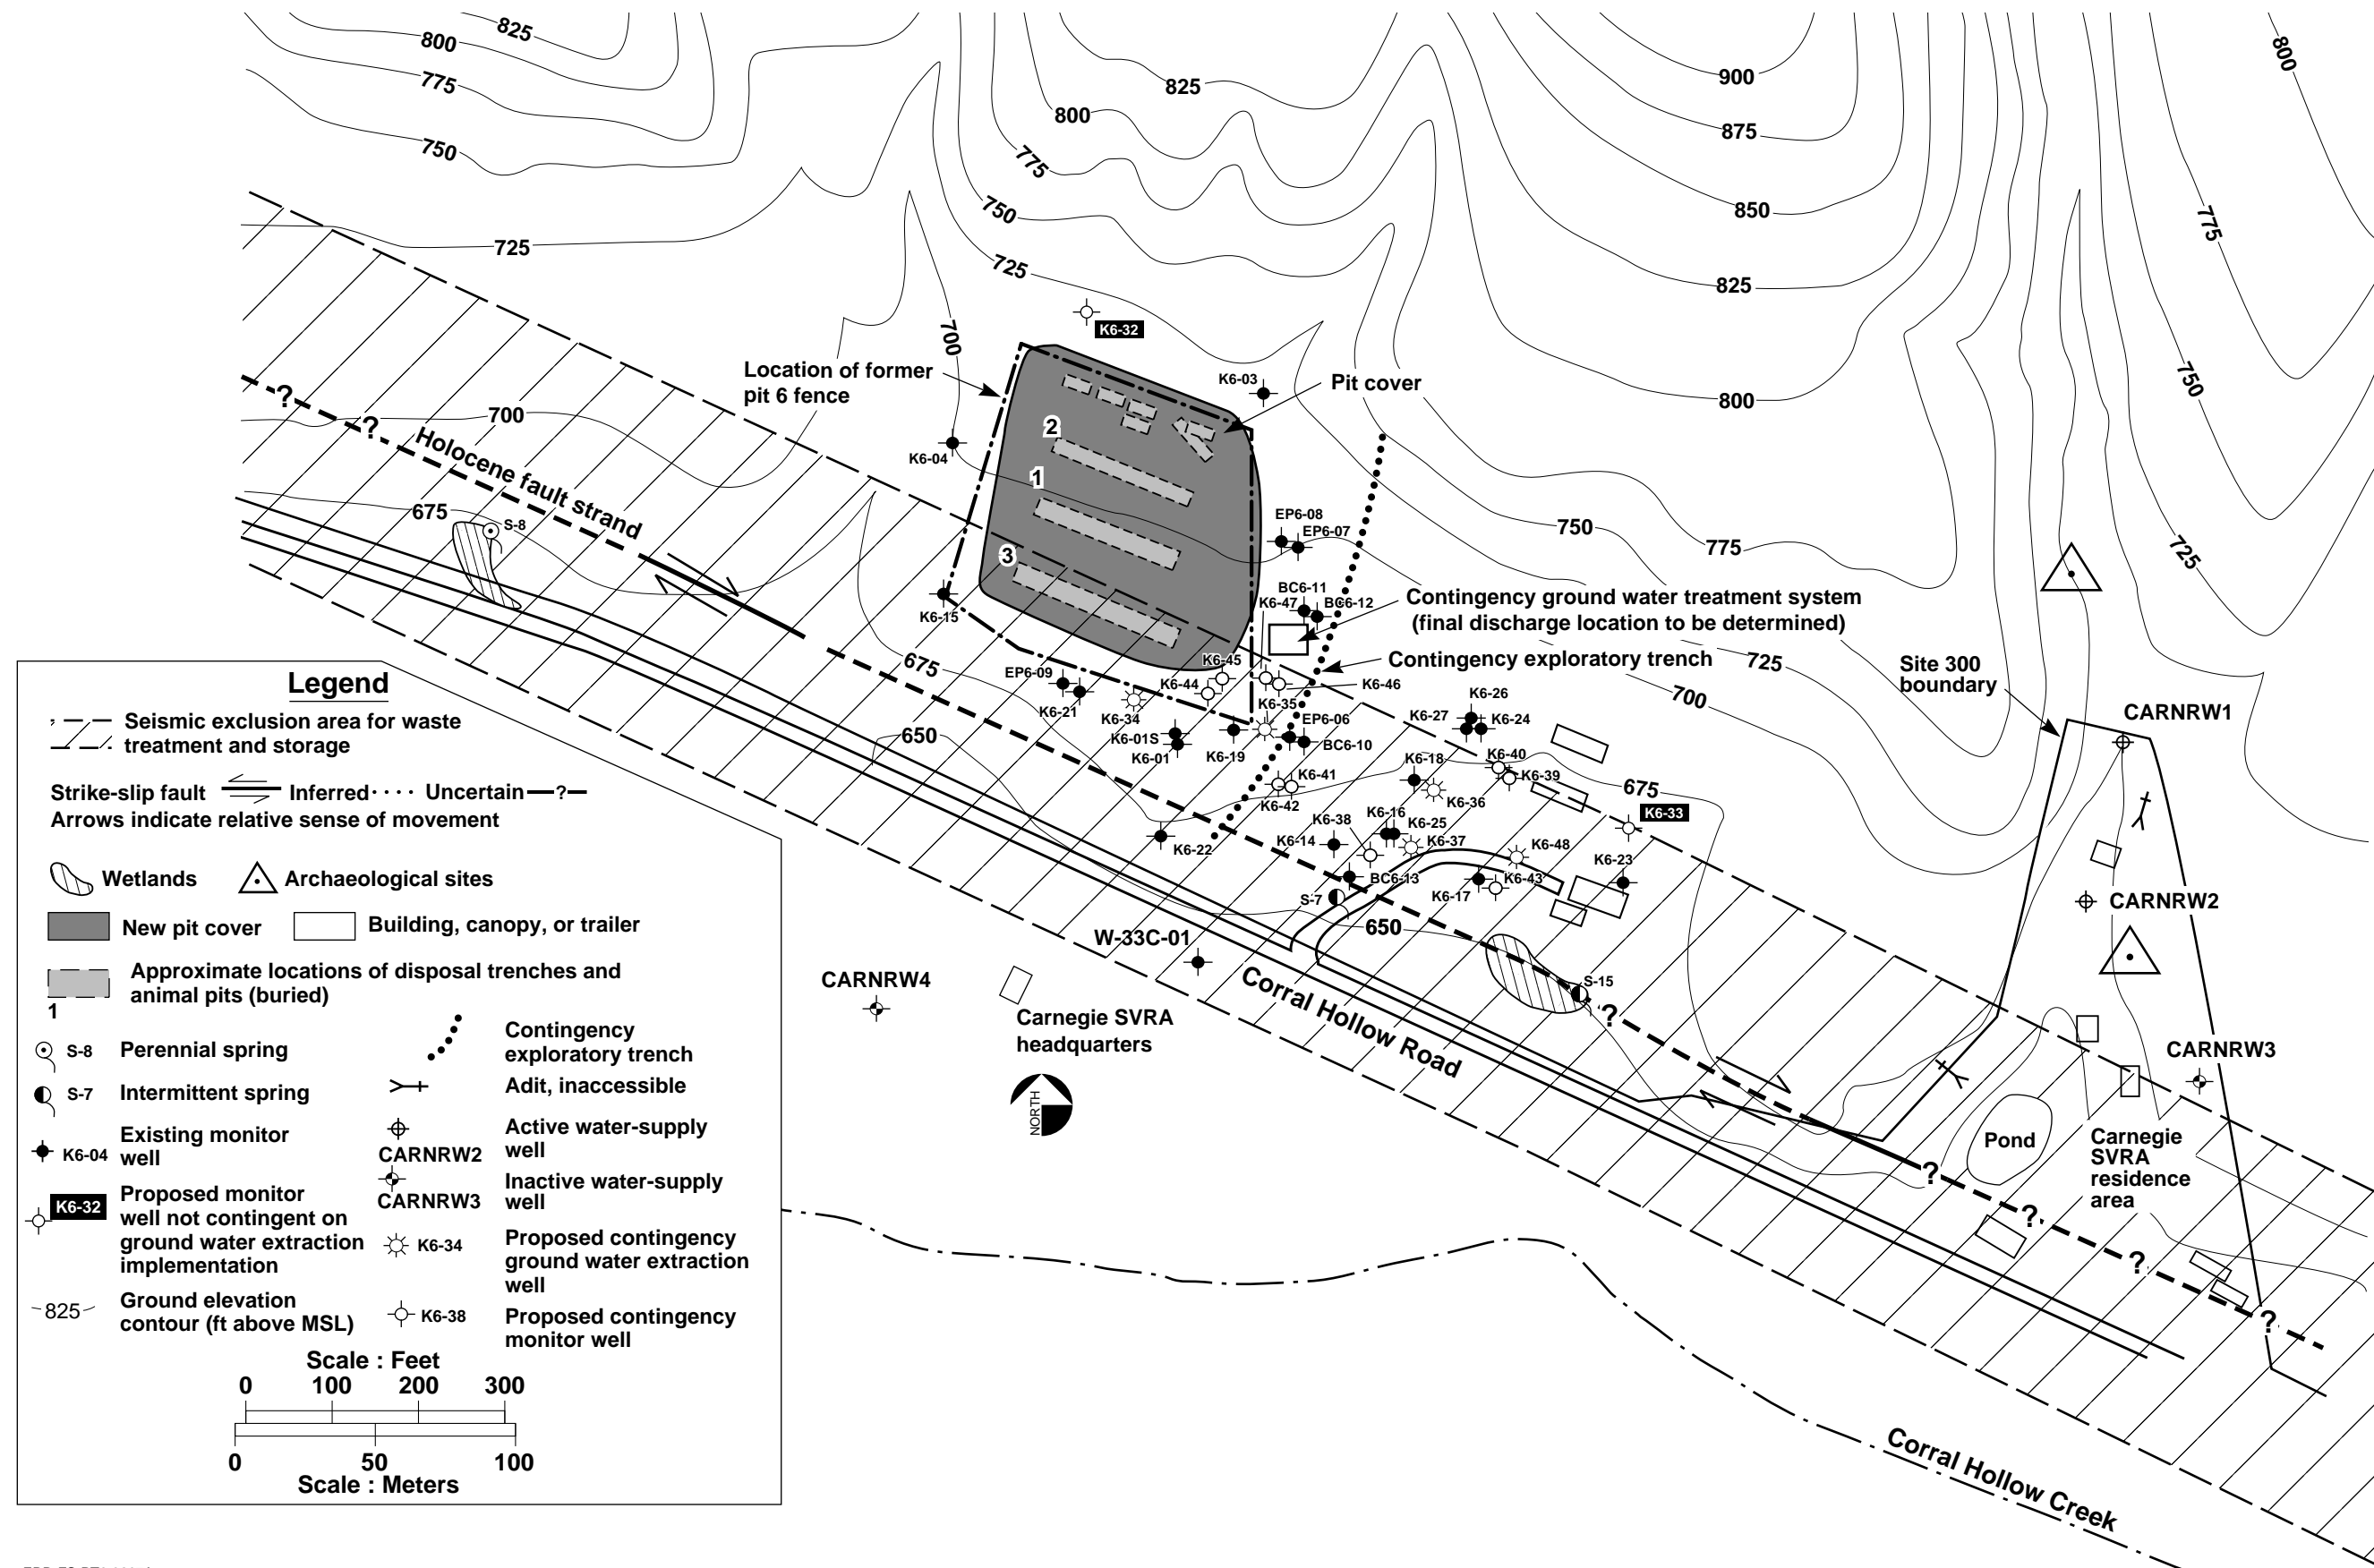 825
800
775
750
725
825
800
775
750
725
700
900
875
850
825
800
750
775
725
700
675
800
775
750
725
K6-32
Location of former
pit 6 fence
K6-03
Pit cover
K6-04
2
1
3
?
?
700
Holocene fault strand
675
S-8
EP6-08
EP6-07
BC6-11
K6-47
BC6-12
Contingency ground water treatment system
(final discharge location to be determined)
Contingency exploratory trench
K6-15
675
EP6-09
K6-21
K6-34
K6-44
K6-45
K6-46
K6-35
K6-01S
K6-01
K6-19
EP6-06
BC6-10
K6-26
K6-27
K6-24
K6-18
K6-40
K6-39
K6-41
K6-42
K6-36
K6-33
K6-38
K6-16
K6-25
K6-14
K6-37
K6-48
K6-22
K6-23
BC6-13
K6-17
K6-43
S-7
650
650
W-33C-01
S-15
?
Site 300
boundary
CARNRW1
CARNRW2
CARNRW3
CARNRW4
Carnegie SVRA
headquarters
NORTH
Corral Hollow Road
Pond
Carnegie
SVRA
residence
area
?
?
?
?
Corral Hollow Creek
Legend
Seismic exclusion area for waste
treatment and storage
Strike-slip fault Inferred Uncertain ?
Arrows indicate relative sense of movement
Wetlands Archaeological sites
New pit cover Building, canopy, or trailer
Approximate locations of disposal trenches and
animal pits (buried)
1
S-8 Perennial spring
S-7 Intermittent spring
K6-04 Existing monitor
well
K6-32 Proposed monitor
well not contingent on
ground water extraction
implementation
825 Ground elevation
contour (ft above MSL)
Contingency
exploratory trench
Adit, inaccessible
CARNRW2 Active water-supply
well
CARNRW3 Inactive water-supply
well
K6-34 Proposed contingency
ground water extraction
well
K6-38 Proposed contingency
monitor well
Scale : Feet
0 100 200 300
0 50 100
Scale : Meters